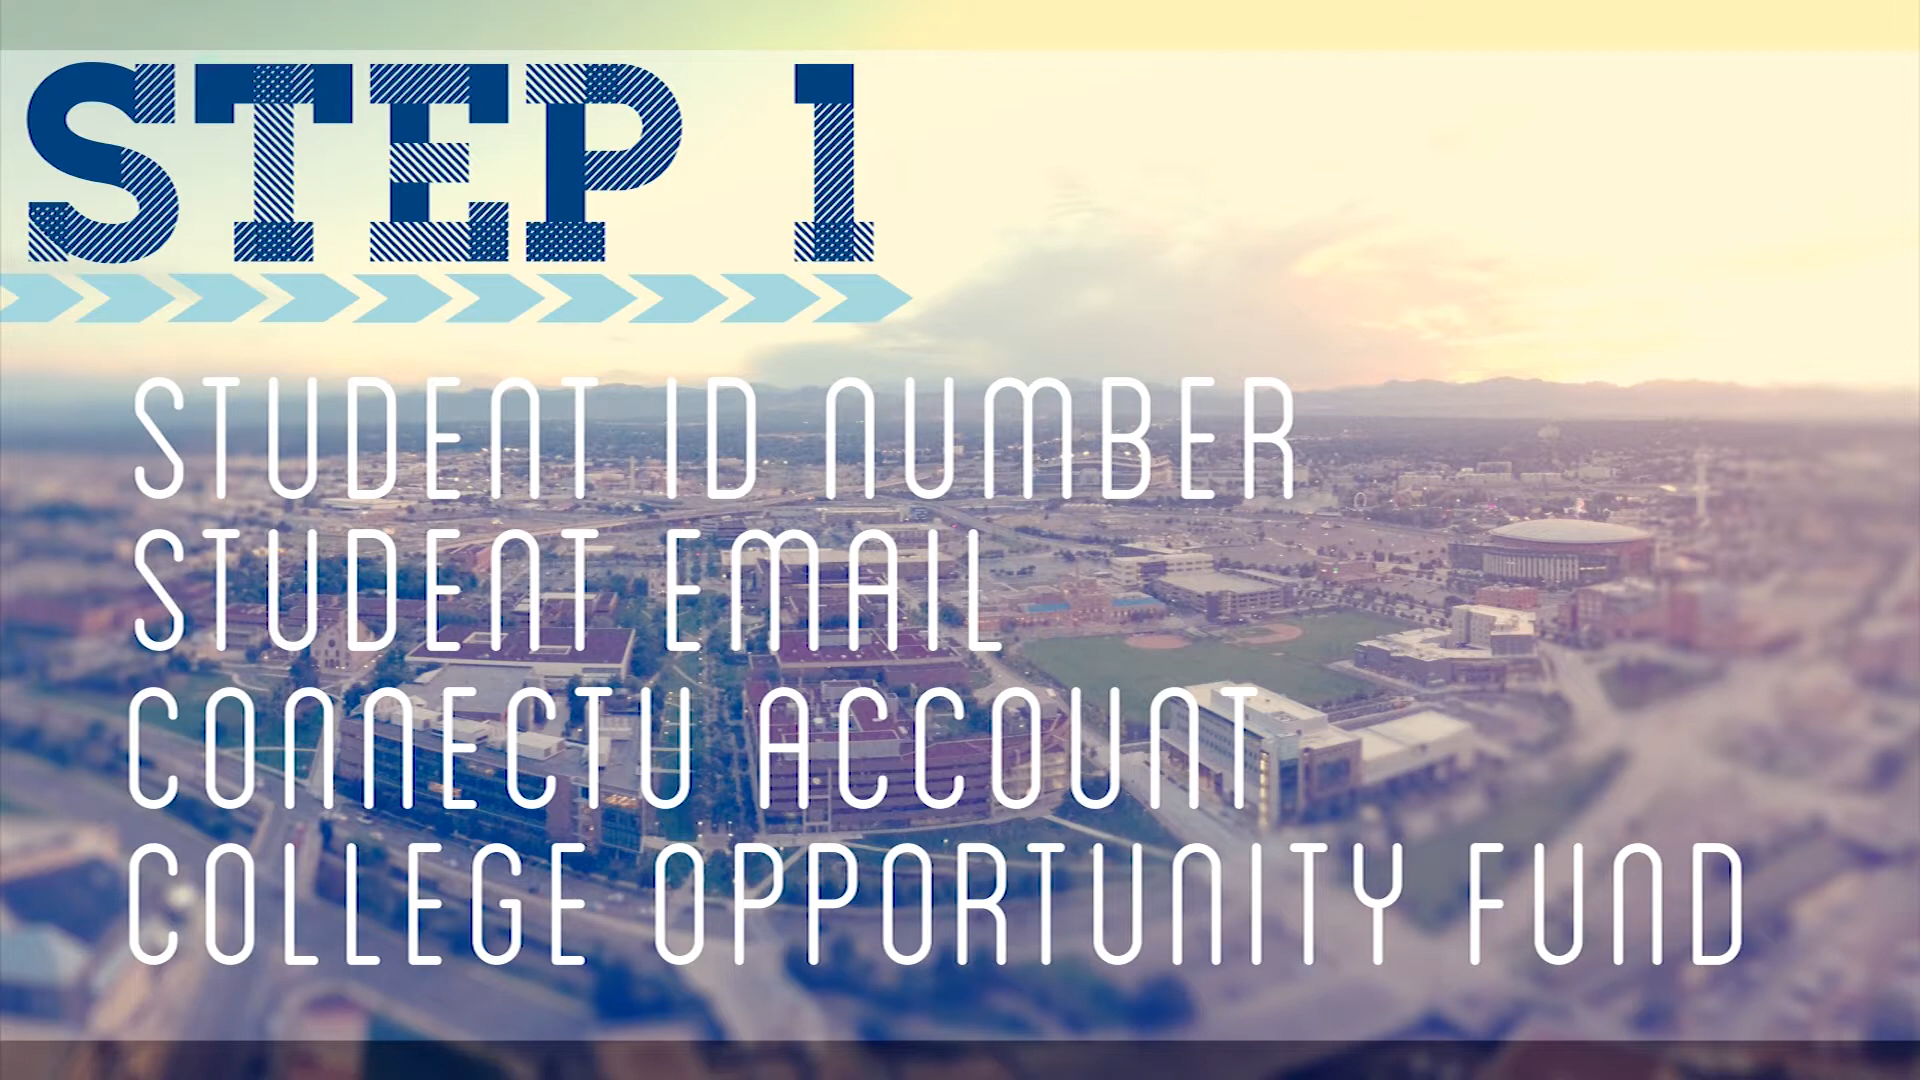 STEP 1
STUDENT ID NUMBER
STUDENT EMAIL
CONNECTU ACCOUNT
COLLEGE OPPORTUNITY FUND